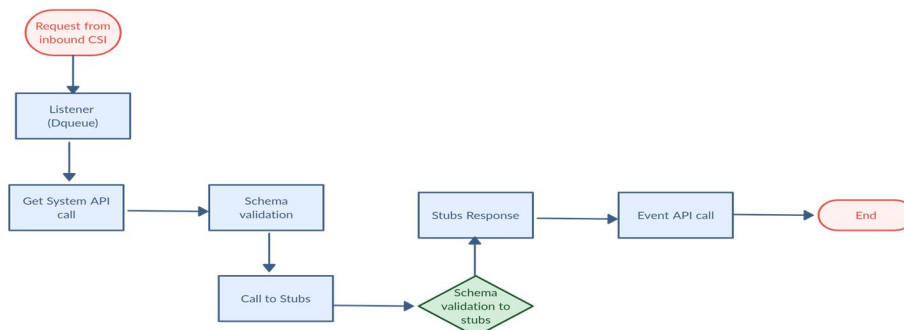 Request from
inbound CSI
Listener
(Dqueue)
Get System API
call
Schema
validation
Call to Stubs
Schema
validation to
stubs
Stubs Response
Event API call
End